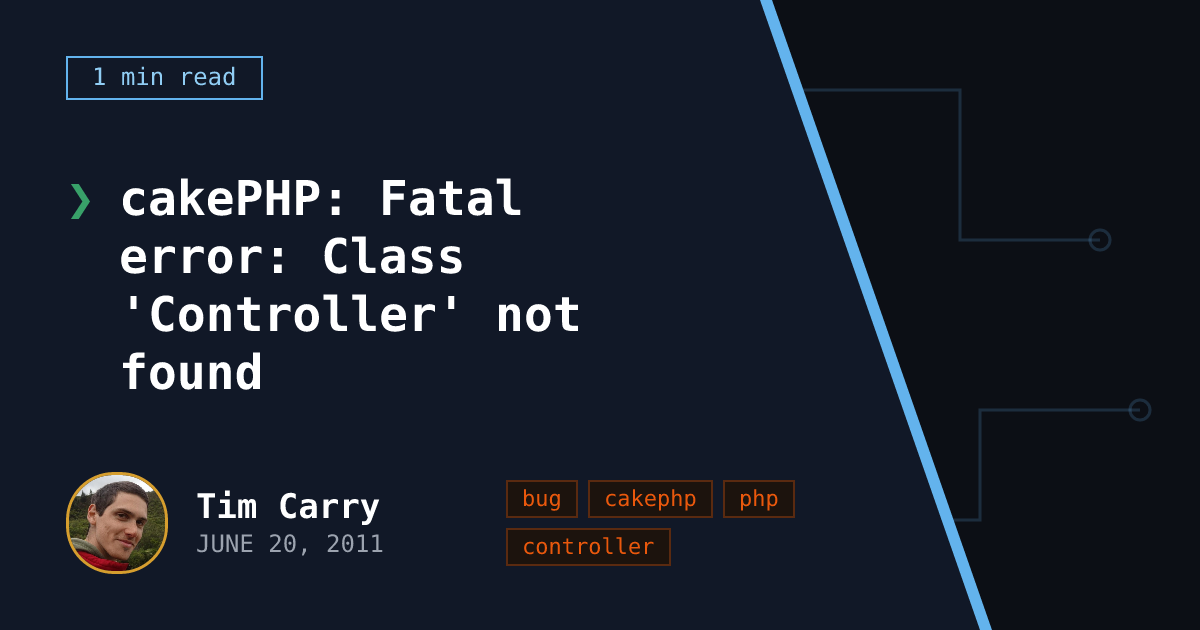 1 min read
❯ cakePHP: Fatal
error: Class
'Controller' not
found
Tim Carry
JUNE 20, 2011
bug cakephp php
controller